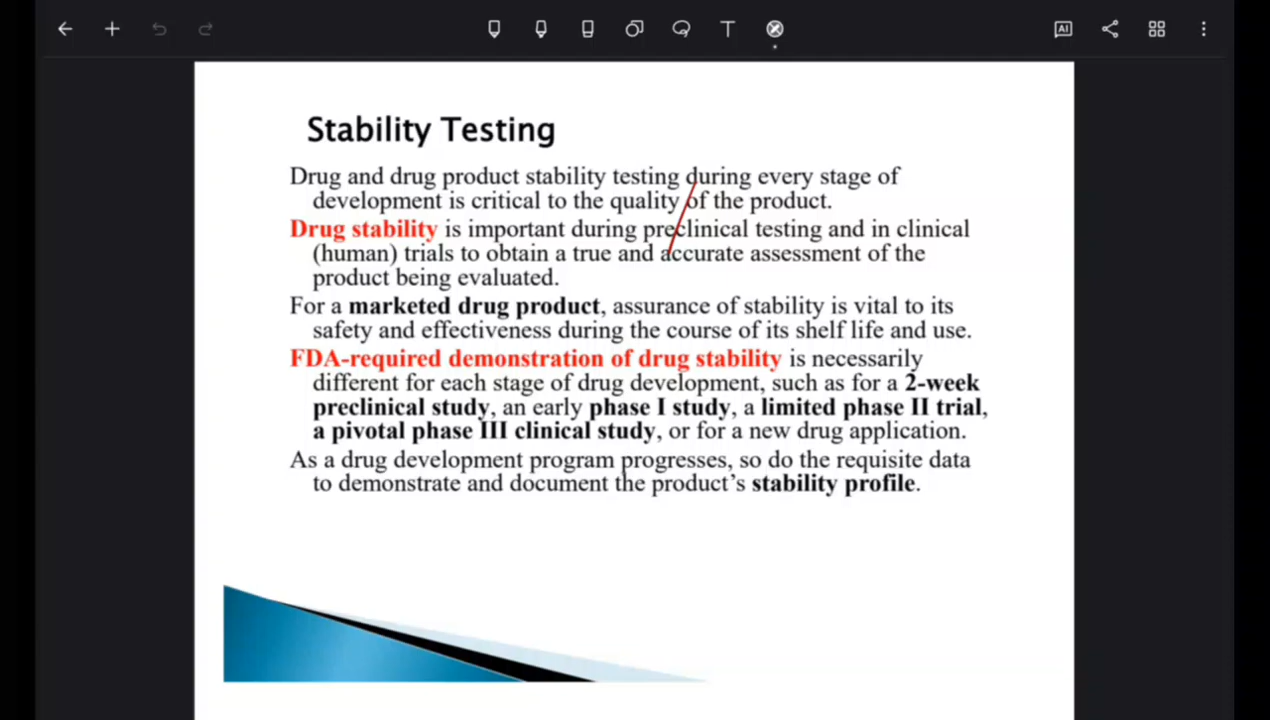 AI
T
Stability Testing
Drug and drug product stability testing during every stage of
development is critical to the quality of the product.
Drug stability is important during preclinical testing and in clinical
(human) trials to obtain a true and accurate assessment of the
product being evaluated.
For a marketed drug product, assurance of stability is vital to its
safety and effectiveness during the course of its shelf life and use.
FDA-required demonstration of drug stability is necessarily
different for each stage of drug development, such as for a 2-week
preclinical study, an early phase I study, a limited phase II trial,
a pivotal phase III clinical study, or for a new drug application.
As a drug development program progresses, so do the requisite data
to demonstrate and document the product’s stability profile.